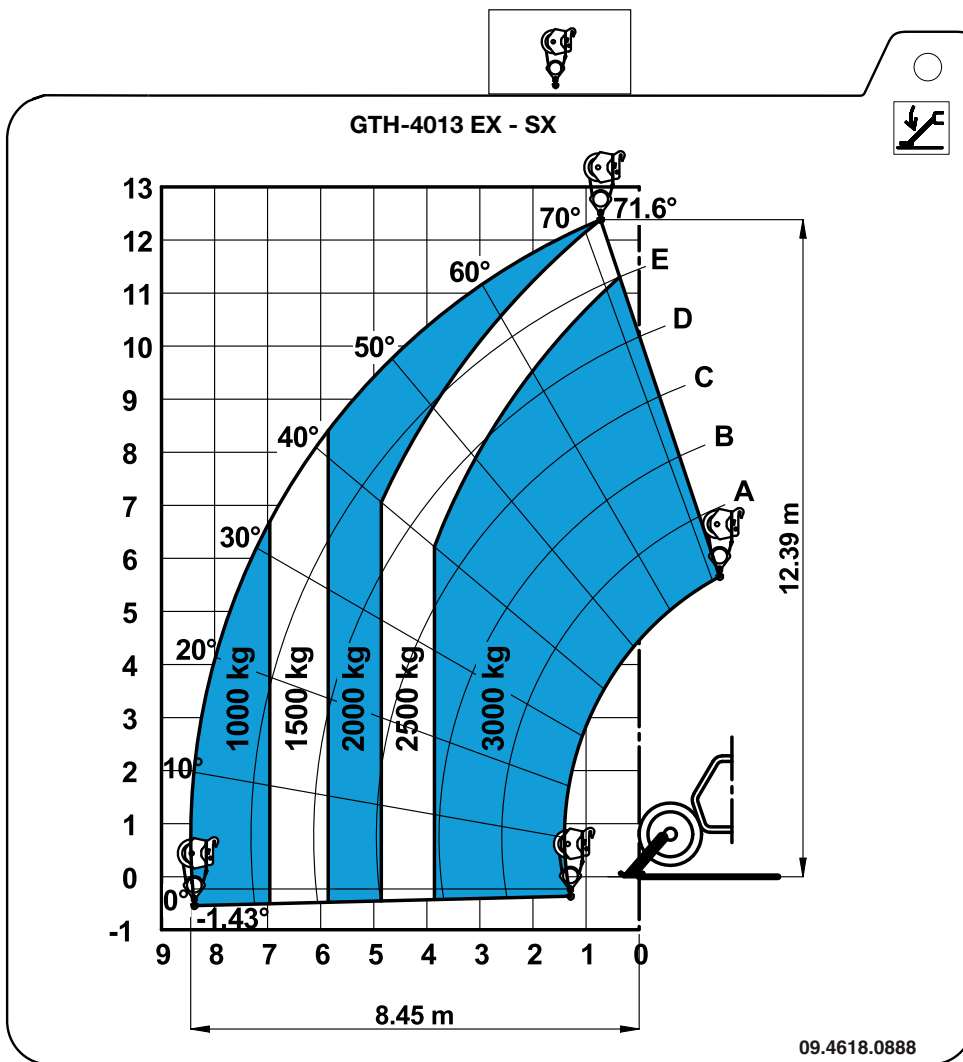 GTH-4013 EX - SX
13
12
11
10
9
8
7
6
5
4
3
2
1
0
-1
70°
71.6°
60°
50°
40°
30°
20°
10°
0°
-1.43°
E
D
C
B
A
1000 kg
1500 kg
2000 kg
2500 kg
3000 kg
12.39 m
9 8 7 6 5 4 3 2 1 0
8.45 m
09.4618.0888